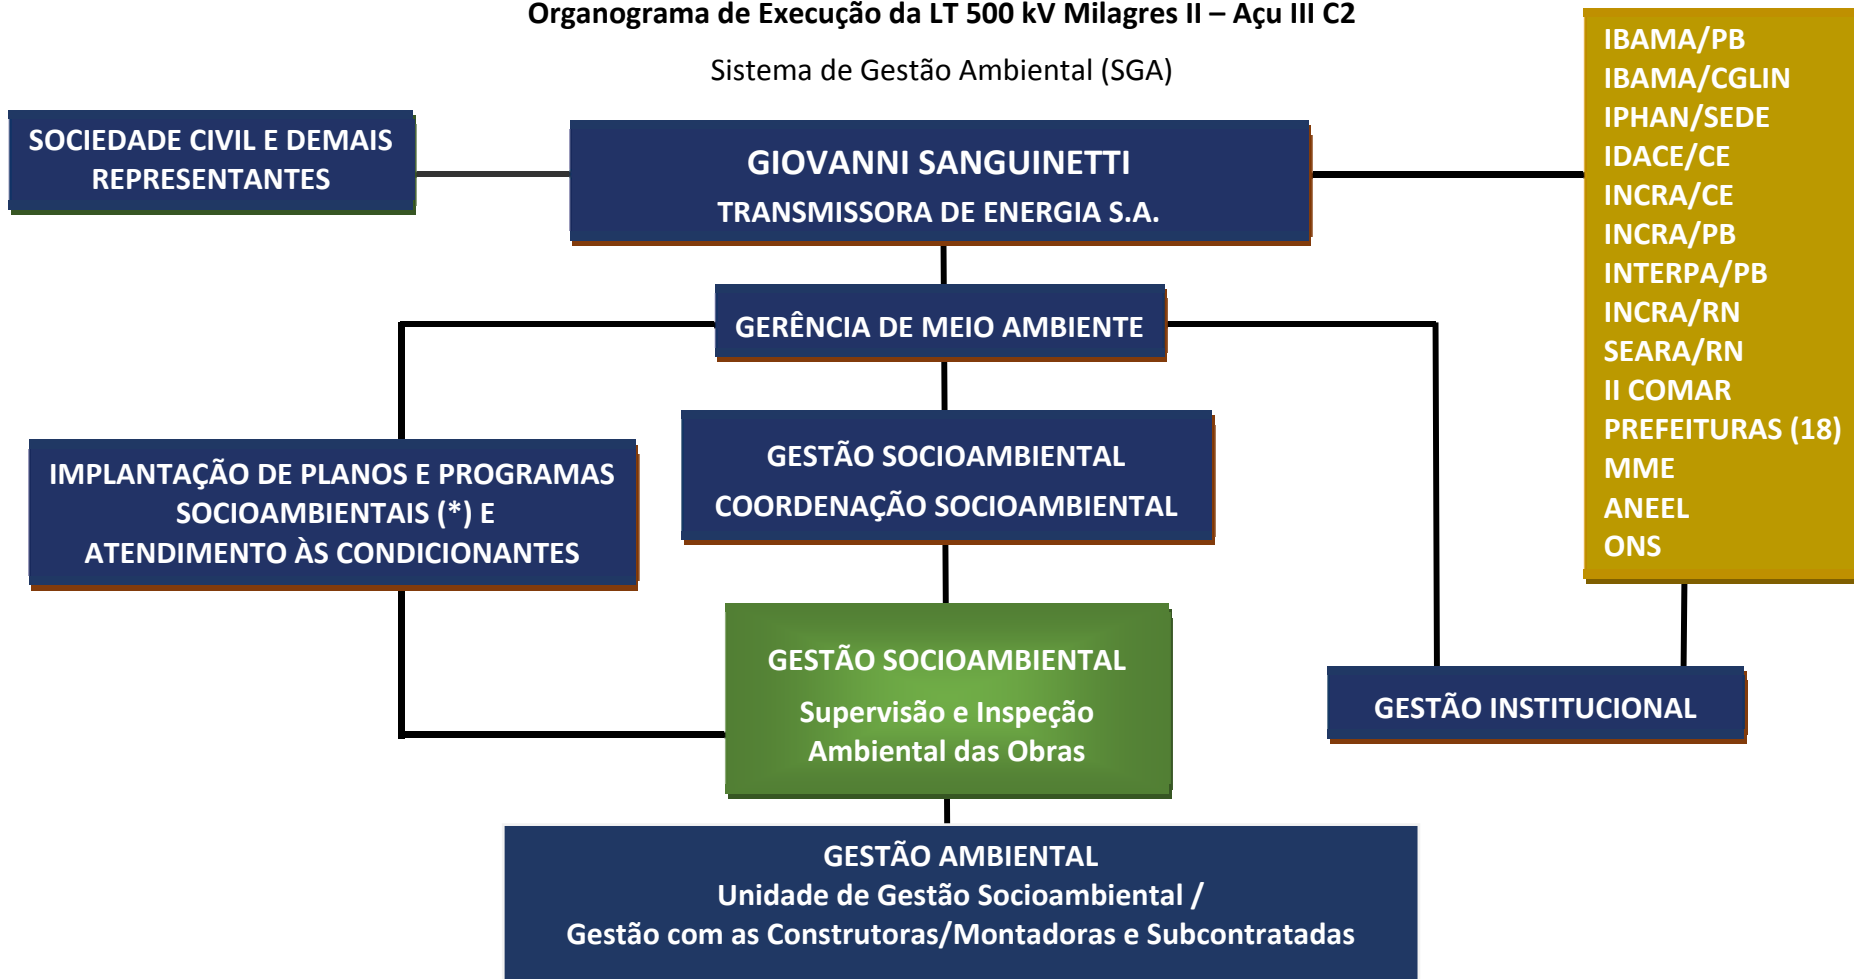 Organograma de Execução da LT 500 kV Milagres II – Açu III C2
Sistema de Gestão Ambiental (SGA)
SOCIEDADE CIVIL E DEMAIS
REPRESENTANTES
GIOVANNI SANGUINETTI
TRANSMISSORA DE ENERGIA S.A.
IBAMA/PB
IBAMA/CGLIN
IPHAN/SEDE
IDACE/CE
INCRA/CE
INCRA/PB
INTERPA/PB
INCRA/RN
SEARA/RN
II COMAR
PREFEITURAS (18)
MME
ANEEL
ONS
GERÊNCIA DE MEIO AMBIENTE
IMPLANTAÇÃO DE PLANOS E PROGRAMAS
SOCIOAMBIENTAIS (*) E
ATENDIMENTO ÀS CONDICIONANTES
GESTÃO SOCIOAMBIENTAL
COORDENAÇÃO SOCIOAMBIENTAL
GESTÃO SOCIOAMBIENTAL
Supervisão e Inspeção
Ambiental das Obras
GESTÃO INSTITUCIONAL
GESTÃO AMBIENTAL
Unidade de Gestão Socioambiental /
Gestão com as Construtoras/Montadoras e Subcontratadas